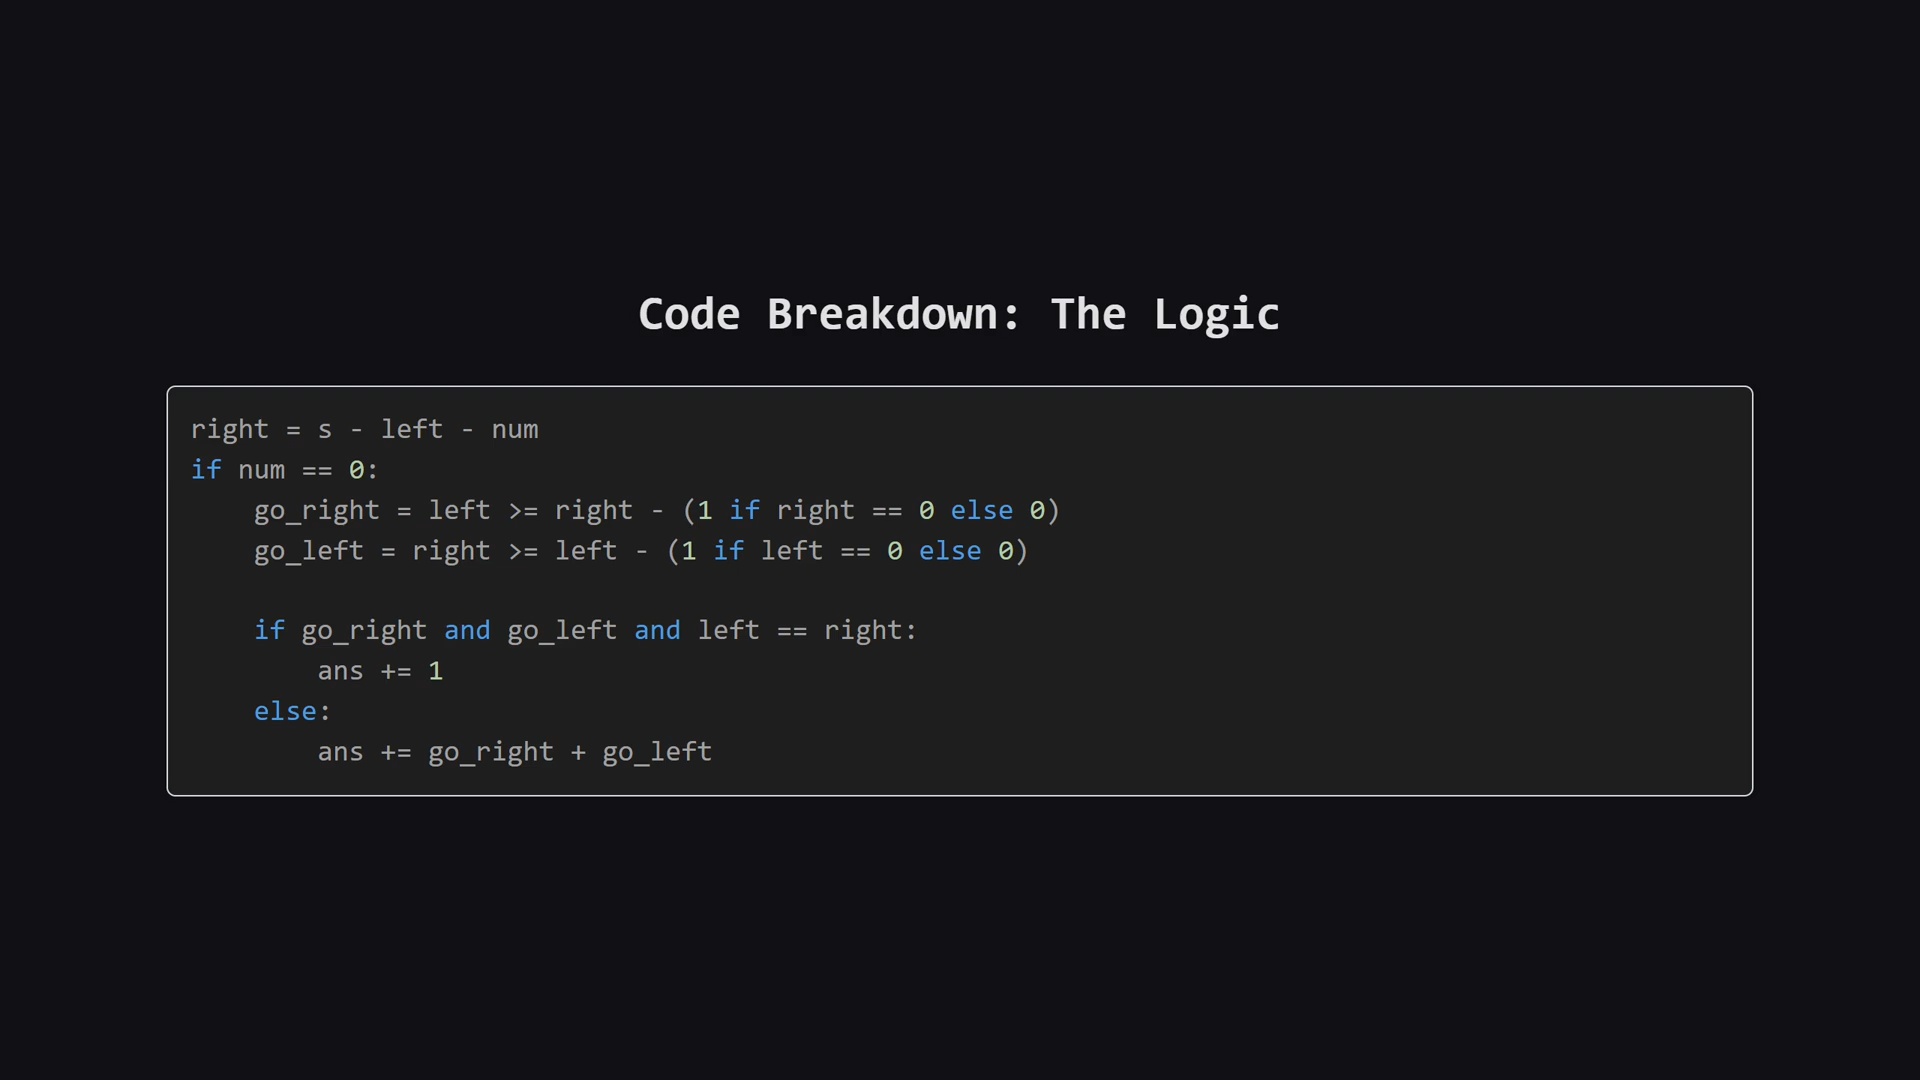 Code Breakdown: The Logic
right = s - left - num
if num == 0:
    go_right = left >= right - (1 if right == 0 else 0)
    go_left = right >= left - (1 if left == 0 else 0)

    if go_right and go_left and left == right:
        ans += 1
    else:
        ans += go_right + go_left